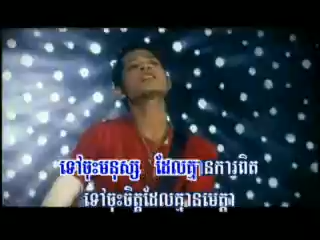 ទៅចុះមនុស្ស ដែលគ្មានការពិត
ទៅចុះចិត្តដែលគ្មានមេត្តា